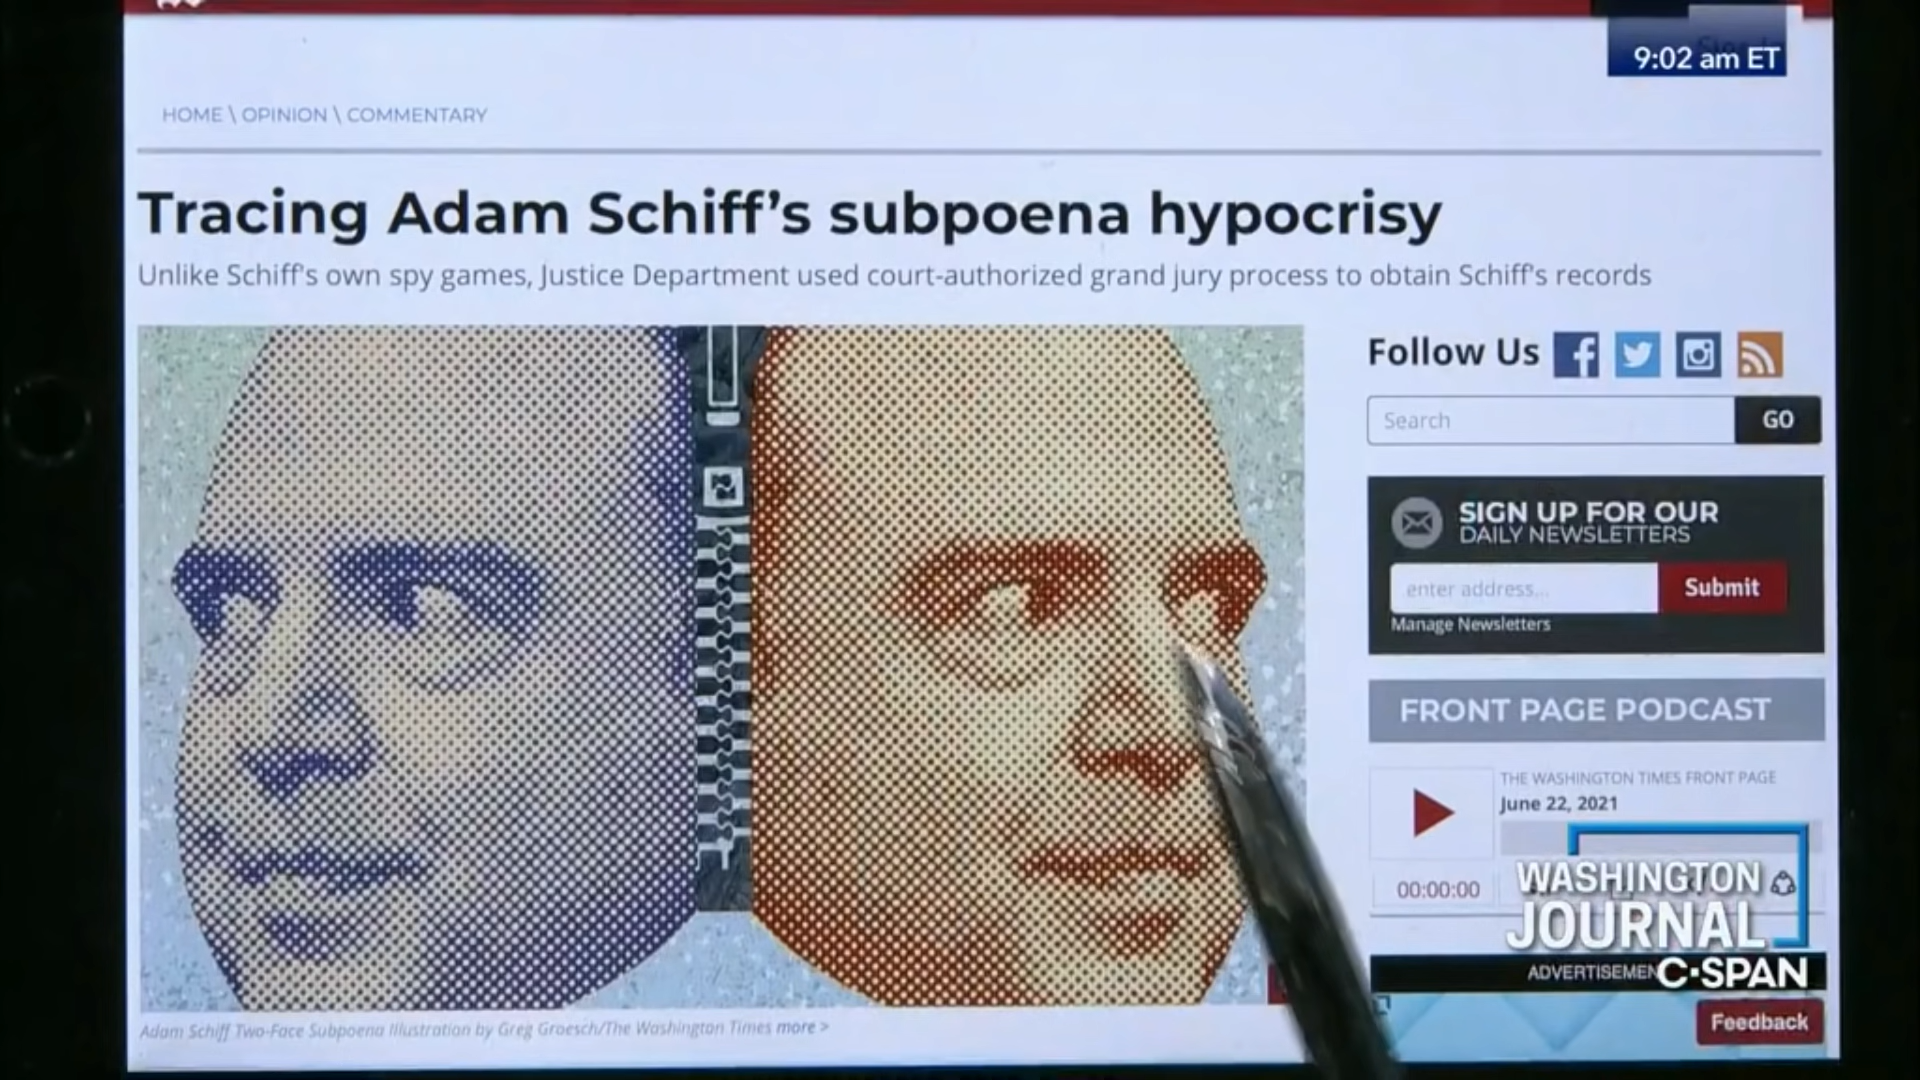 9:02 am ET
HOME \ OPINION \ COMMENTARY
Tracing Adam Schiff's subpoena hypocrisy
Unlike Schiff's own spy games, Justice Department used court-authorized grand jury process to obtain Schiff's records
Follow Us
Search
GO
SIGN UP FOR OUR
DAILY NEWSLETTERS
enter address...
Submit
Manage Newsletters
FRONT PAGE PODCAST
THE WASHINGTON TIMES FRONT PAGE
June 22, 2021
00:00:00
WASHINGTON
JOURNAL
ADVERTISEMEN
C-SPAN
Feedback
Adam Schiff Two-Face Subpoena Illustration by Greg Groesch/The Washington Times more >